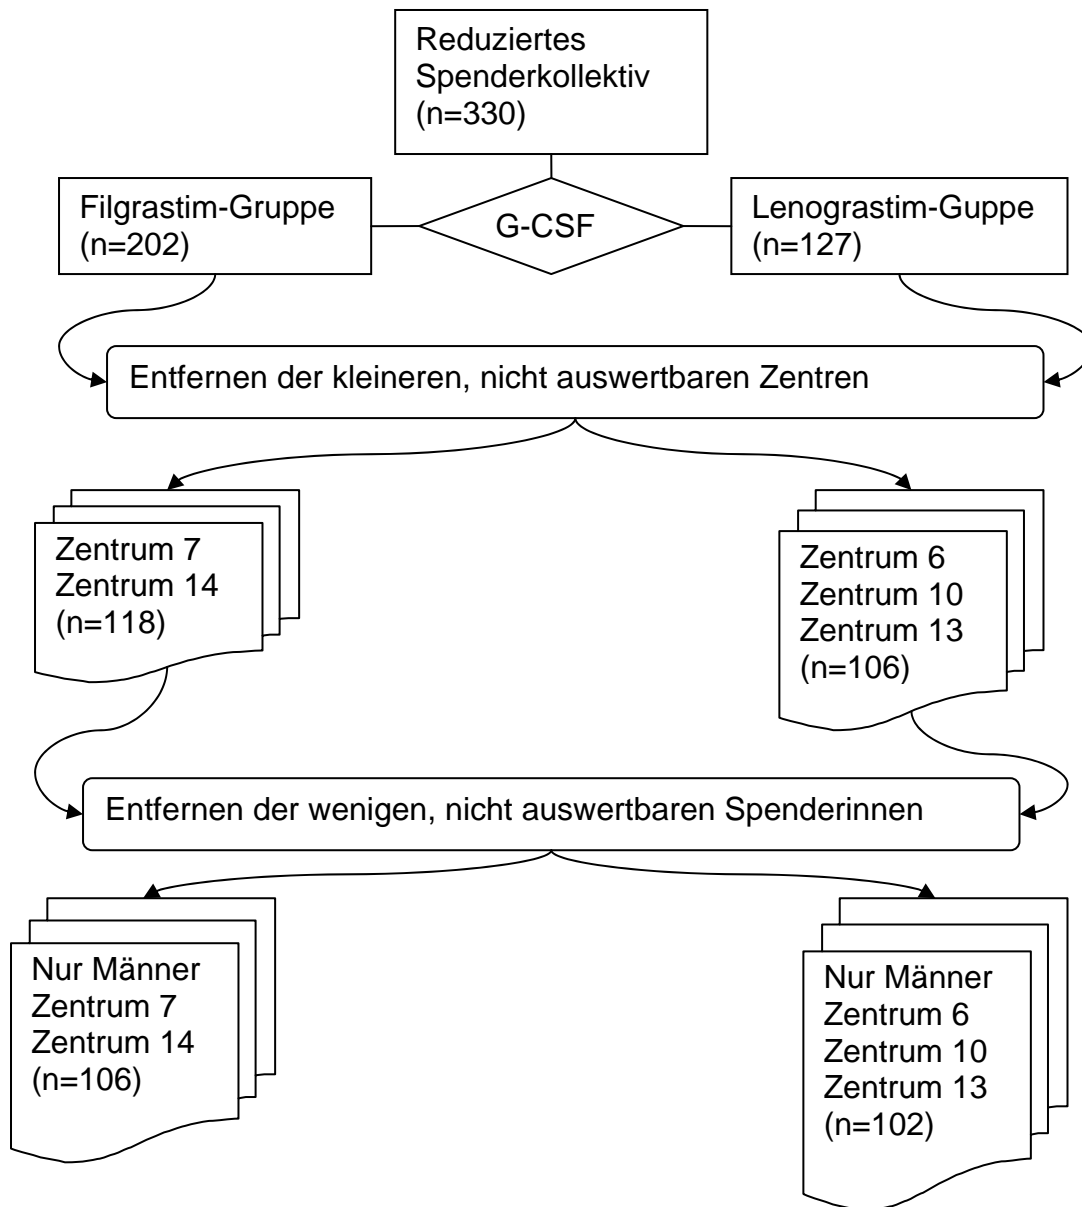 Reduziertes
Spenderkollektiv
(n=330)
Filgrastim-Gruppe
(n=202)
G-CSF
Lenograstim-Guppe
(n=127)
Entfernen der kleineren, nicht auswertbaren Zentren
Zentrum 7
Zentrum 14
(n=118)
Zentrum 6
Zentrum 10
Zentrum 13
(n=106)
Entfernen der wenigen, nicht auswertbaren Spenderinnen
Nur Männer
Zentrum 7
Zentrum 14
(n=106)
Nur Männer
Zentrum 6
Zentrum 10
Zentrum 13
(n=102)